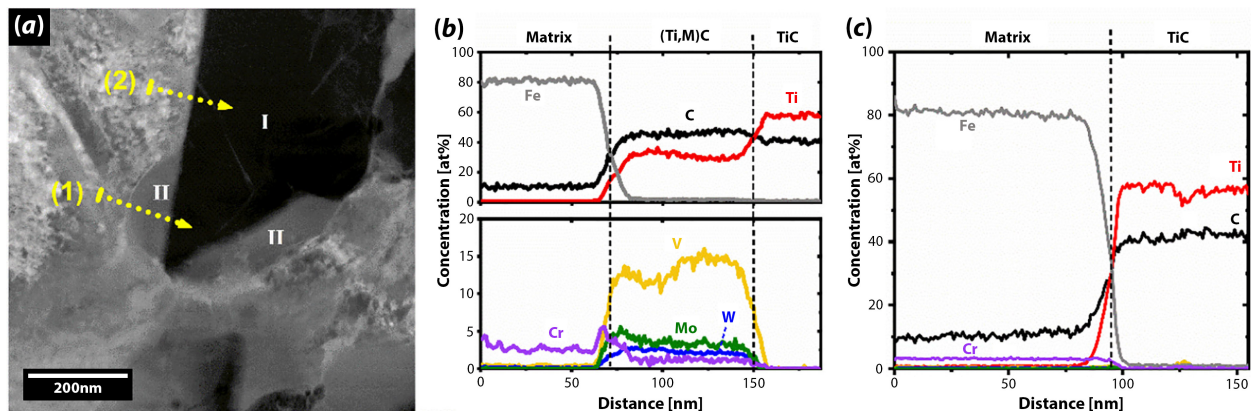 (a)
(2)
I
(1)
II
II
200nm
(b)
Matrix
(Ti,M)C
TiC
100
80
60
40
20
0
Fe
C
Ti
20
15
10
5
0
V
Cr
Mo
W
0
50
100
150
Concentration [at%]
Distance [nm]
(c)
Matrix
TiC
100
80
60
40
20
0
Fe
Ti
C
Cr
0
50
100
150
Concentration [at%]
Distance [nm]